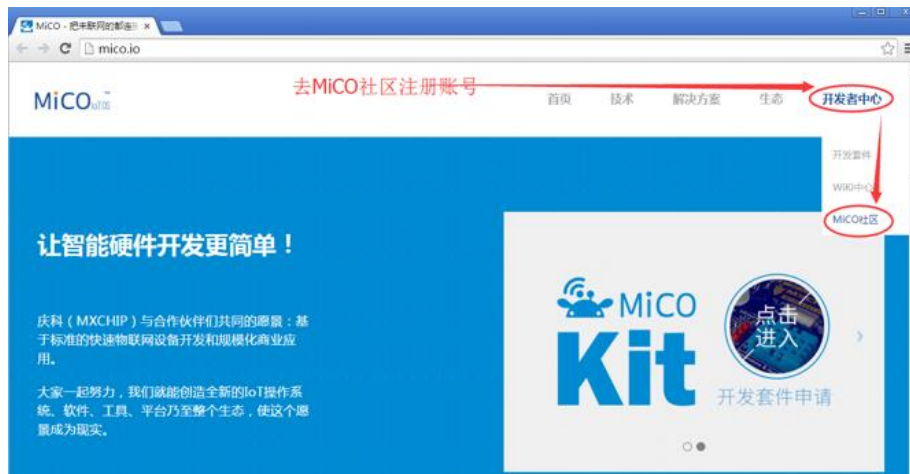 MiCO - 把未联网的都连
mico.io
MiCO
去MiCO社区注册账号
首页 技术 解决方案 生态 开发者中心
开发套件
WIKI中心
MiCO社区
让智能硬件开发更简单！
庆科（MXCHIP）与合作伙伴们共同的愿景：基
于标准的快速物联网设备开发和规模化商业应
用。
大家一起努力，我们就能创造全新的IoT操作系
统、软件、工具、平台乃至整个生态，使这个愿
景成为现实。
MiCO
Kit
点击
进入
开发套件申请